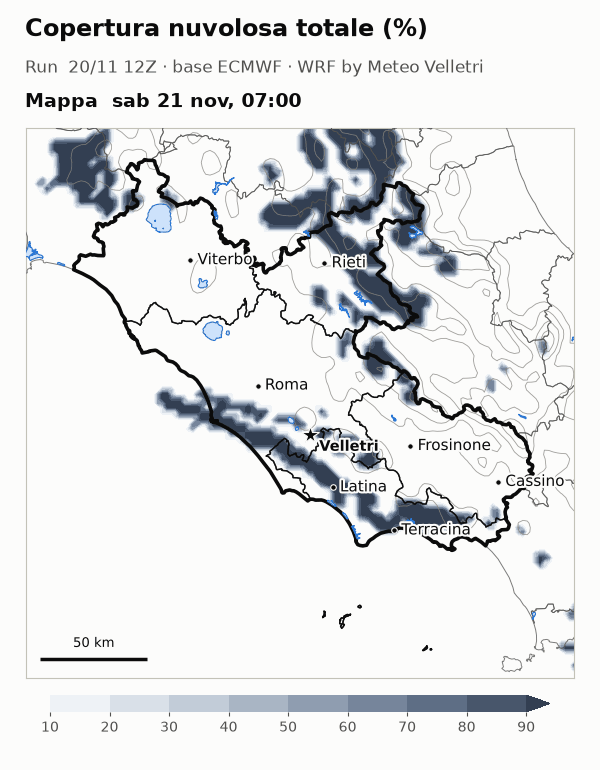 Copertura nuvolosa totale (%)
Run  20/11 12Z · base ECMWF · WRF by Meteo Velletri
Mappa  sab 21 nov, 07:00
Viterbo
Rieti
Roma
Velletri
Frosinone
Cassino
Latina
Terracina
50 km
10 20 30 40 50 60 70 80 90